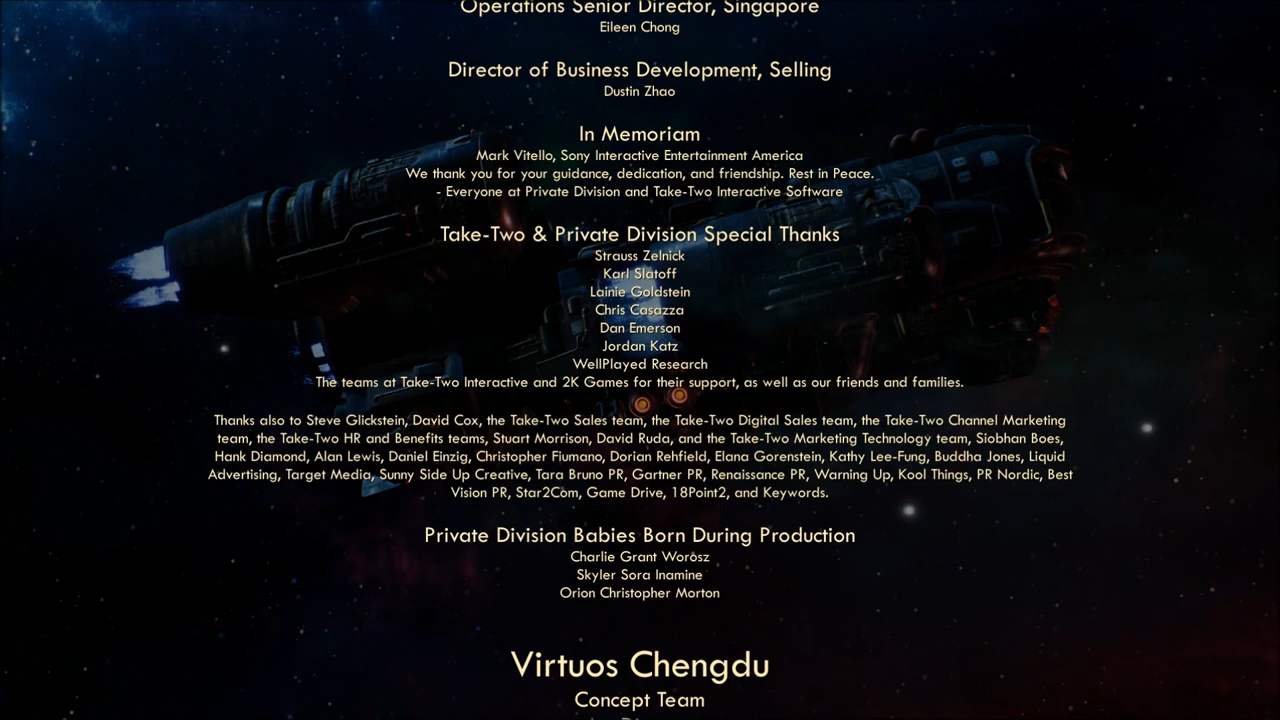 Operations Senior Director, Singapore
Eileen Chong
Director of Business Development, Selling
Dustin Zhao
In Memoriam
Mark Vitello, Sony Interactive Entertainment America
We thank you for your guidance, dedication, and friendship. Rest in Peace.
- Everyone at Private Division and Take-Two Interactive Software
Take-Two & Private Division Special Thanks
Strauss Zelnick
Karl Slatoff
Lainie Goldstein
Chris Casazza
Dan Emerson
Jordan Katz
WellPlayed Research
The teams at Take-Two Interactive and 2K Games for their support, as well as our friends and families.
Thanks also to Steve Glickstein, David Cox, the Take-Two Sales team, the Take-Two Digital Sales team, the Take-Two Channel Marketing
team, the Take-Two HR and Benefits teams, Stuart Morrison, David Ruda, and the Take-Two Marketing Technology team, Siobhan Boes,
Hank Diamond, Alan Lewis, Daniel Einzig, Christopher Fiumano, Dorian Rehfield, Elana Gorenstein, Kathy Lee-Fung, Buddha Jones, Liquid
Advertising, Target Media, Sunny Side Up Creative, Tara Bruno PR, Gartner PR, Renaissance PR, Warning Up, Kool Things, PR Nordic, Best
Vision PR, Star2Com, Game Drive, 18Point2, and Keywords.
Private Division Babies Born During Production
Charlie Grant Worosz
Skyler Sora Inamine
Orion Christopher Morton
Virtuos Chengdu
Concept Team